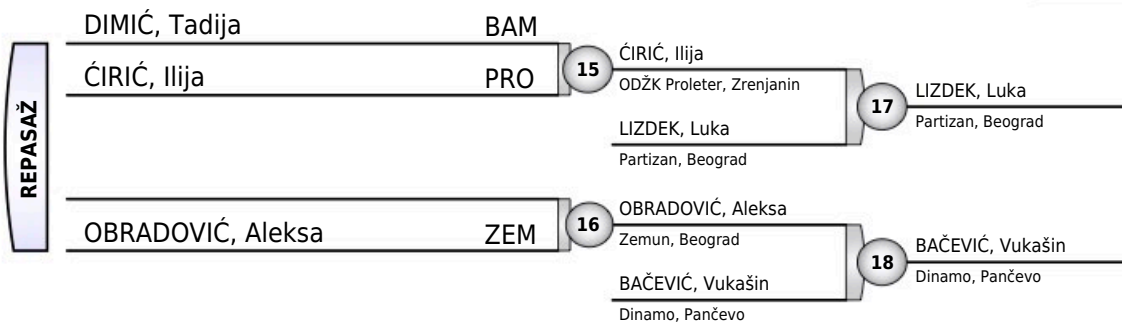 REPASAŽ
DIMIĆ, Tadija BAM
ĆIRIĆ, Ilija PRO
15
ĆIRIĆ, Ilija
ODŽK Proleter, Zrenjanin
LIZDEK, Luka
Partizan, Beograd
17
LIZDEK, Luka
Partizan, Beograd
OBRADOVIĆ, Aleksa ZEM
16
OBRADOVIĆ, Aleksa
Zemun, Beograd
BAČEVIĆ, Vukašin
Dinamo, Pančevo
18
BAČEVIĆ, Vukašin
Dinamo, Pančevo